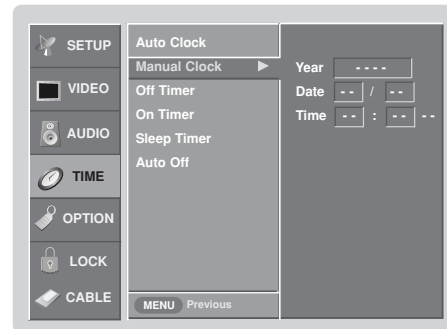 SETUP
VIDEO
AUDIO
TIME
OPTION
LOCK
CABLE
Auto Clock
Manual Clock ▶
Off Timer
On Timer
Sleep Timer
Auto Off
MENU Previous
Year - - - -
Date - - / - -
Time - - : - - - -